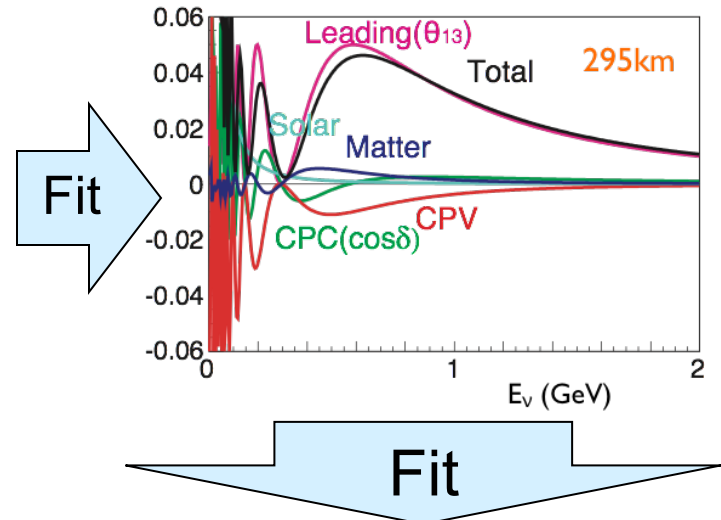 0.06
Leading(θ₁₃)
Total
295km
0.04
0.02
Solar
Matter
Fit
0
CPV
CPC(cosδ)
-0.02
-0.04
-0.06
0
1
2
Eᵥ (GeV)
Fit